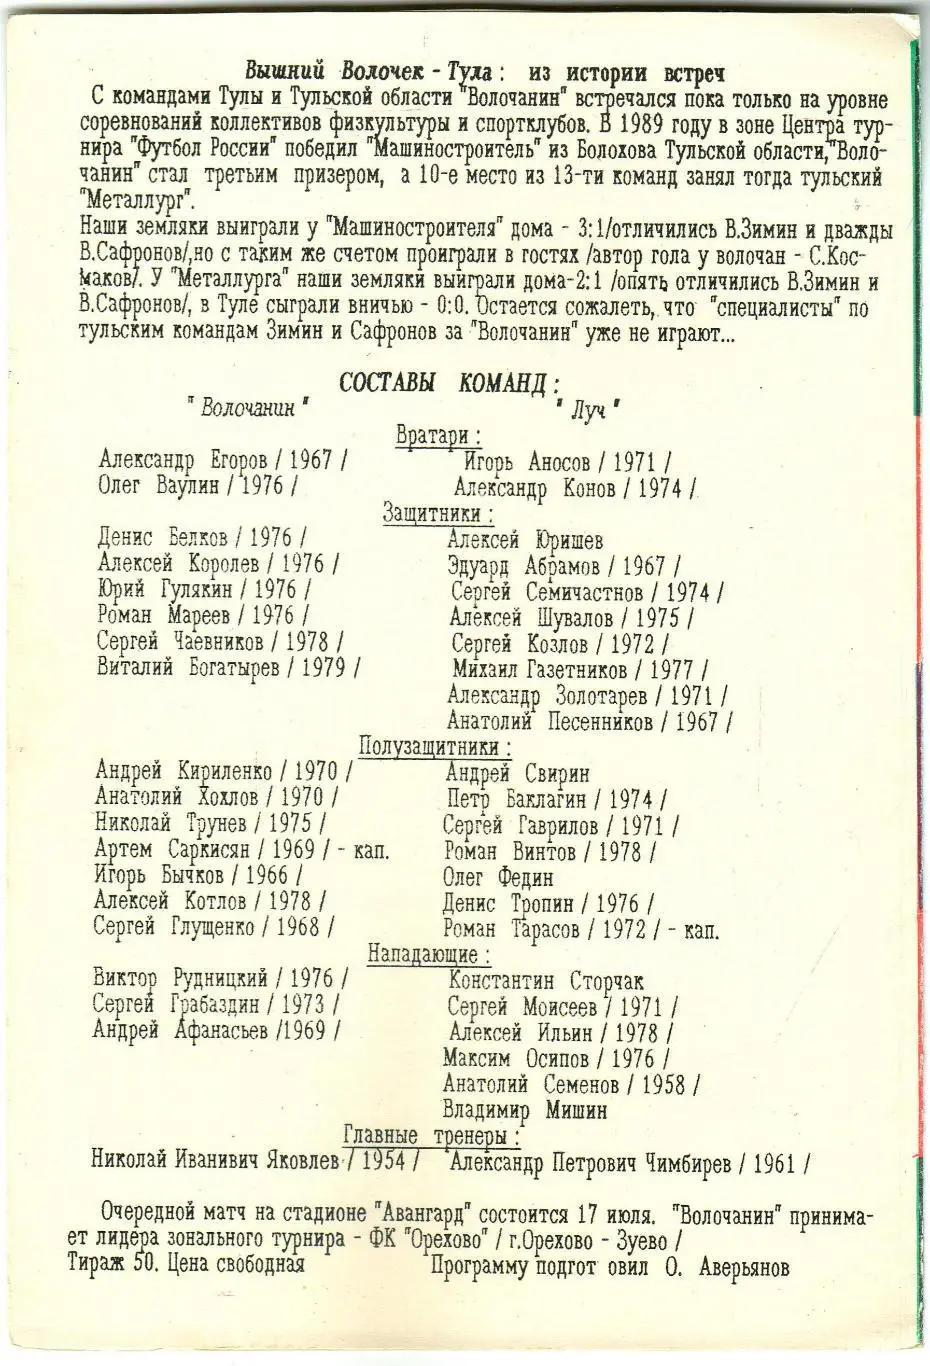 Вышний Волочек - Тула : из истории встреч
С командами Тулы и Тульской области "Волочанин" встречался пока только на уровне
соревнований коллективов физкультуры и спортклубов. В 1989 году в зоне Центра тур-
нира "Футбол России" победил "Машиностроитель" из Болохова Тульской области,"Воло-
чанин" стал третьим призером, а 10-е место из 13-ти команд занял тогда тульский
"Металлург".
Наши земляки выиграли у "Машиностроителя" дома - 3:1/отличились В.Зимин и дважды
В.Сафронов/,но с таким же счетом проиграли в гостях /автор гола у волочан - С.Кос-
маков/. У "Металлурга" наши земляки выиграли дома-2:1 /опять отличились В.Зимин и
В.Сафронов/, в Туле сыграли вничью - 0:0. Остается сожалеть, что "специалисты" по
тульским командам Зимин и Сафронов за "Волочанин" уже не играют...
СОСТАВЫ КОМАНД :
" Волочанин " " Луч "
Вратари :
Александр Егоров / 1967 / Игорь Аносов / 1971 /
Олег Ваулин / 1976 / Александр Конов / 1974 /
Защитники :
Денис Белков / 1976 / Алексей Юришев
Алексей Королев / 1976 / Эдуард Абрамов / 1967 /
Юрий Гулякин / 1976 / Сергей Семичастнов / 1974 /
Роман Мареев / 1976 / Алексей Шувалов / 1975 /
Сергей Чаевников / 1978 / Сергей Козлов / 1972 /
Виталий Богатырев / 1979 / Михаил Газетников / 1977 /
Александр Золотарев / 1971 /
Анатолий Песенников / 1967 /
Полузащитники :
Андрей Кириленко / 1970 / Андрей Свирин
Анатолий Хохлов / 1970 / Петр Баклагин / 1974 /
Николай Трунев / 1975 / Сергей Гаврилов / 1971 /
Артем Саркисян / 1969 / - кап. Роман Винтов / 1978 /
Игорь Бычков / 1966 / Олег Федин
Алексей Котлов / 1978 / Денис Тропин / 1976 /
Сергей Глущенко / 1968 / Роман Тарасов / 1972 / - кап.
Нападающие :
Виктор Рудницкий / 1976 / Константин Сторчак
Сергей Грабаздин / 1973 / Сергей Моисеев / 1971 /
Андрей Афанасьев /1969 / Алексей Ильин / 1978 /
Максим Осипов / 1976 /
Анатолий Семенов / 1958 /
Владимир Мишин
Главные тренеры :
Николай Иванивич Яковлев / 1954 / Александр Петрович Чимбирев / 1961 /
Очередной матч на стадионе "Авангард" состоится 17 июля. "Волочанин" принима-
ет лидера зонального турнира - ФК "Орехово" / г.Орехово - Зуево /
Тираж 50. Цена свободная Программу подгот овил О. Аверьянов